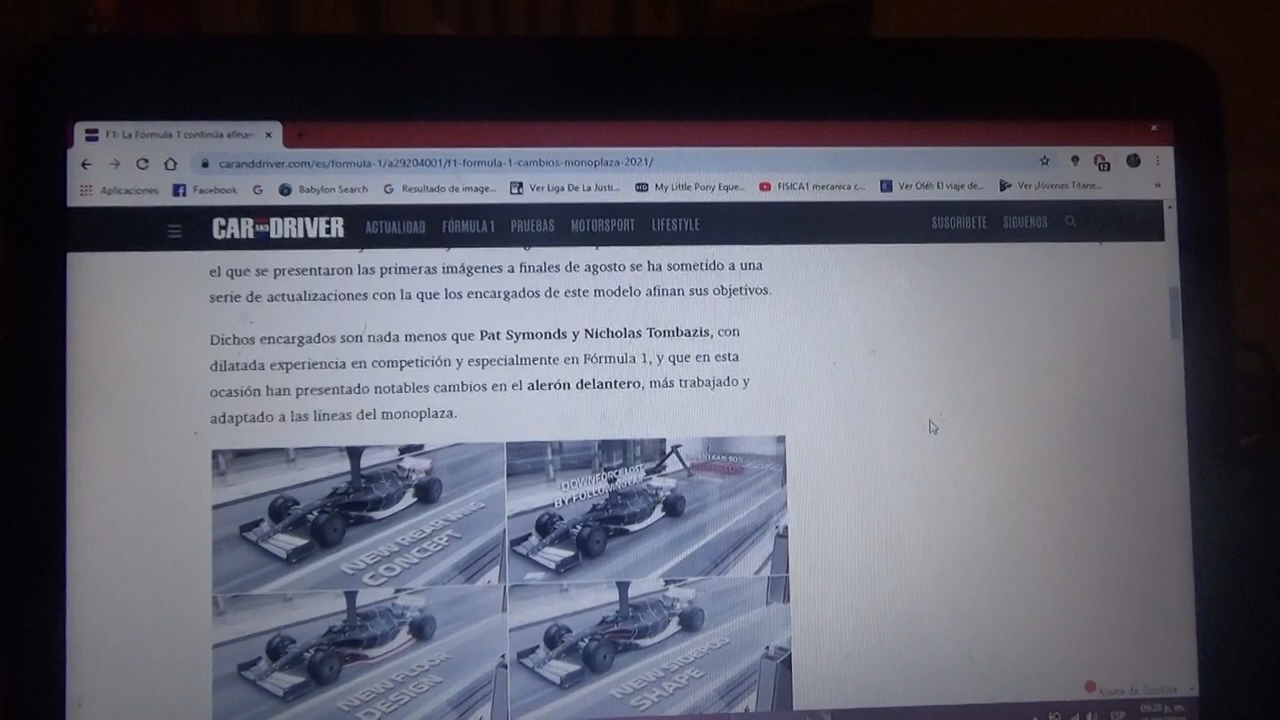 F1: La Fórmula 1 continúa afinan
caranddriver.com/es/formula-1/a29204001/f1-formula-1-cambios-monoplaza-2021/
12
Aplicaciones Facebook Babylon Search Resultado de image... Ver Liga De La Justi... My Little Pony Eque... FISICA1 mecanica c... Ver Olé!: El viaje de... Ver Jóvenes Titane...
CAR AND DRIVER ACTUALIDAD FÓRMULA 1 PRUEBAS MOTORSPORT LIFESTYLE SUSCRÍBETE SÍGUENOS
el que se presentaron las primeras imágenes a finales de agosto se ha sometido a una
serie de actualizaciones con la que los encargados de este modelo afinan sus objetivos.
Dichos encargados son nada menos que Pat Symonds y Nicholas Tombazis, con
dilatada experiencia en competición y especialmente en Fórmula 1, y que en esta
ocasión han presentado notables cambios en el alerón delantero, más trabajado y
adaptado a las líneas del monoplaza.
NEW REAR WING
CONCEPT
DOWNFORCE LOST
BY FOLLOWING CAR
NEW FLOOR
DESIGN
NEW SIDEPOD
SHAPE
09:28 p. m.